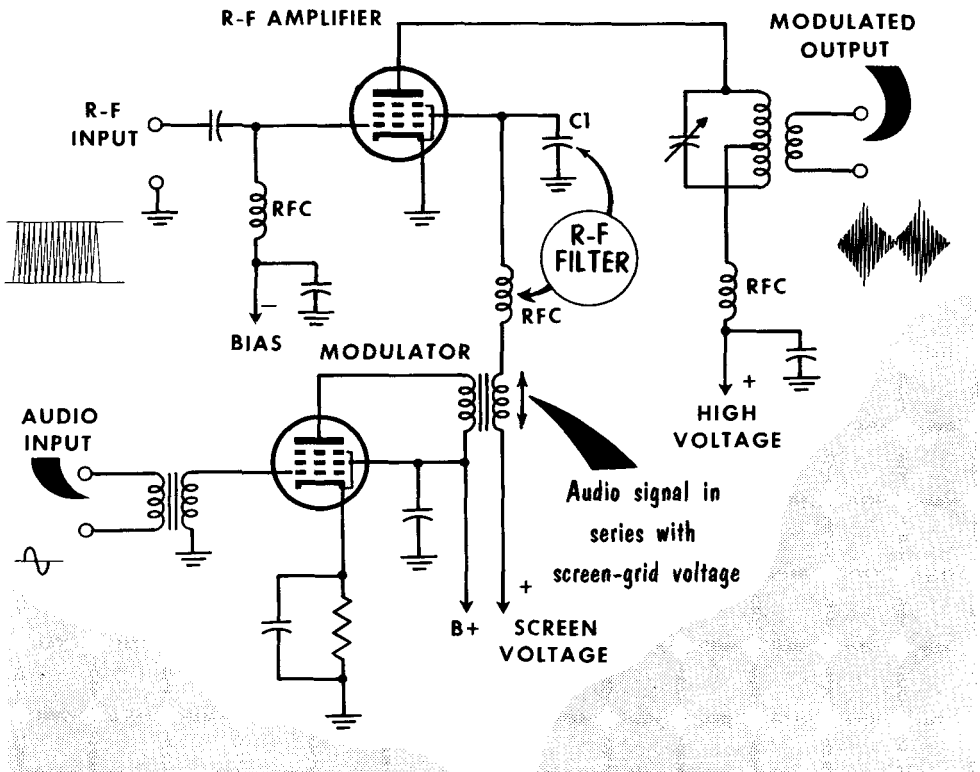 R-F AMPLIFIER
MODULATED
OUTPUT
R-F
INPUT
C1
RFC
R-F
FILTER
RFC
RFC
–
BIAS
MODULATOR
+
HIGH
VOLTAGE
AUDIO
INPUT
Audio signal in
series with
screen-grid voltage
+
B+
SCREEN
VOLTAGE